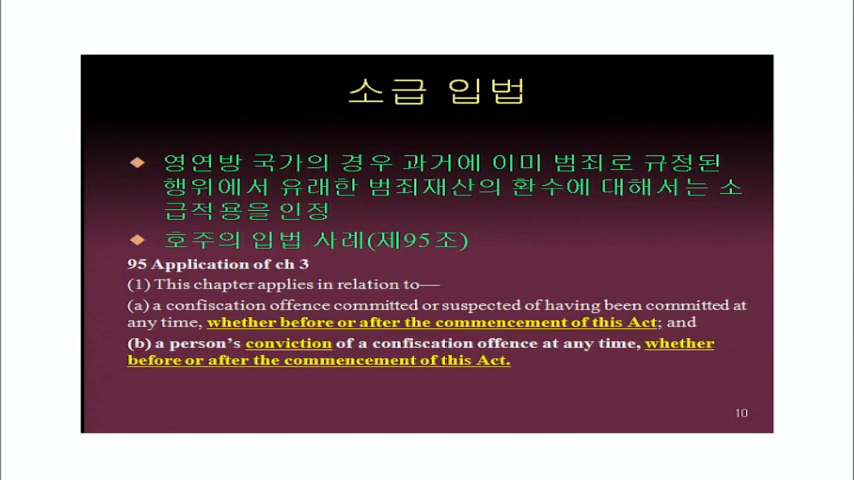 소급 입법
◆ 영연방 국가의 경우 과거에 이미 범죄로 규정된
행위에서 유래한 범죄재산의 환수에 대해서는 소
급적용을 인정
◆ 호주의 입법 사례(제95조)
95 Application of ch 3
(1) This chapter applies in relation to—
(a) a confiscation offence committed or suspected of having been committed at
any time, whether before or after the commencement of this Act; and
(b) a person's conviction of a confiscation offence at any time, whether
before or after the commencement of this Act.
10